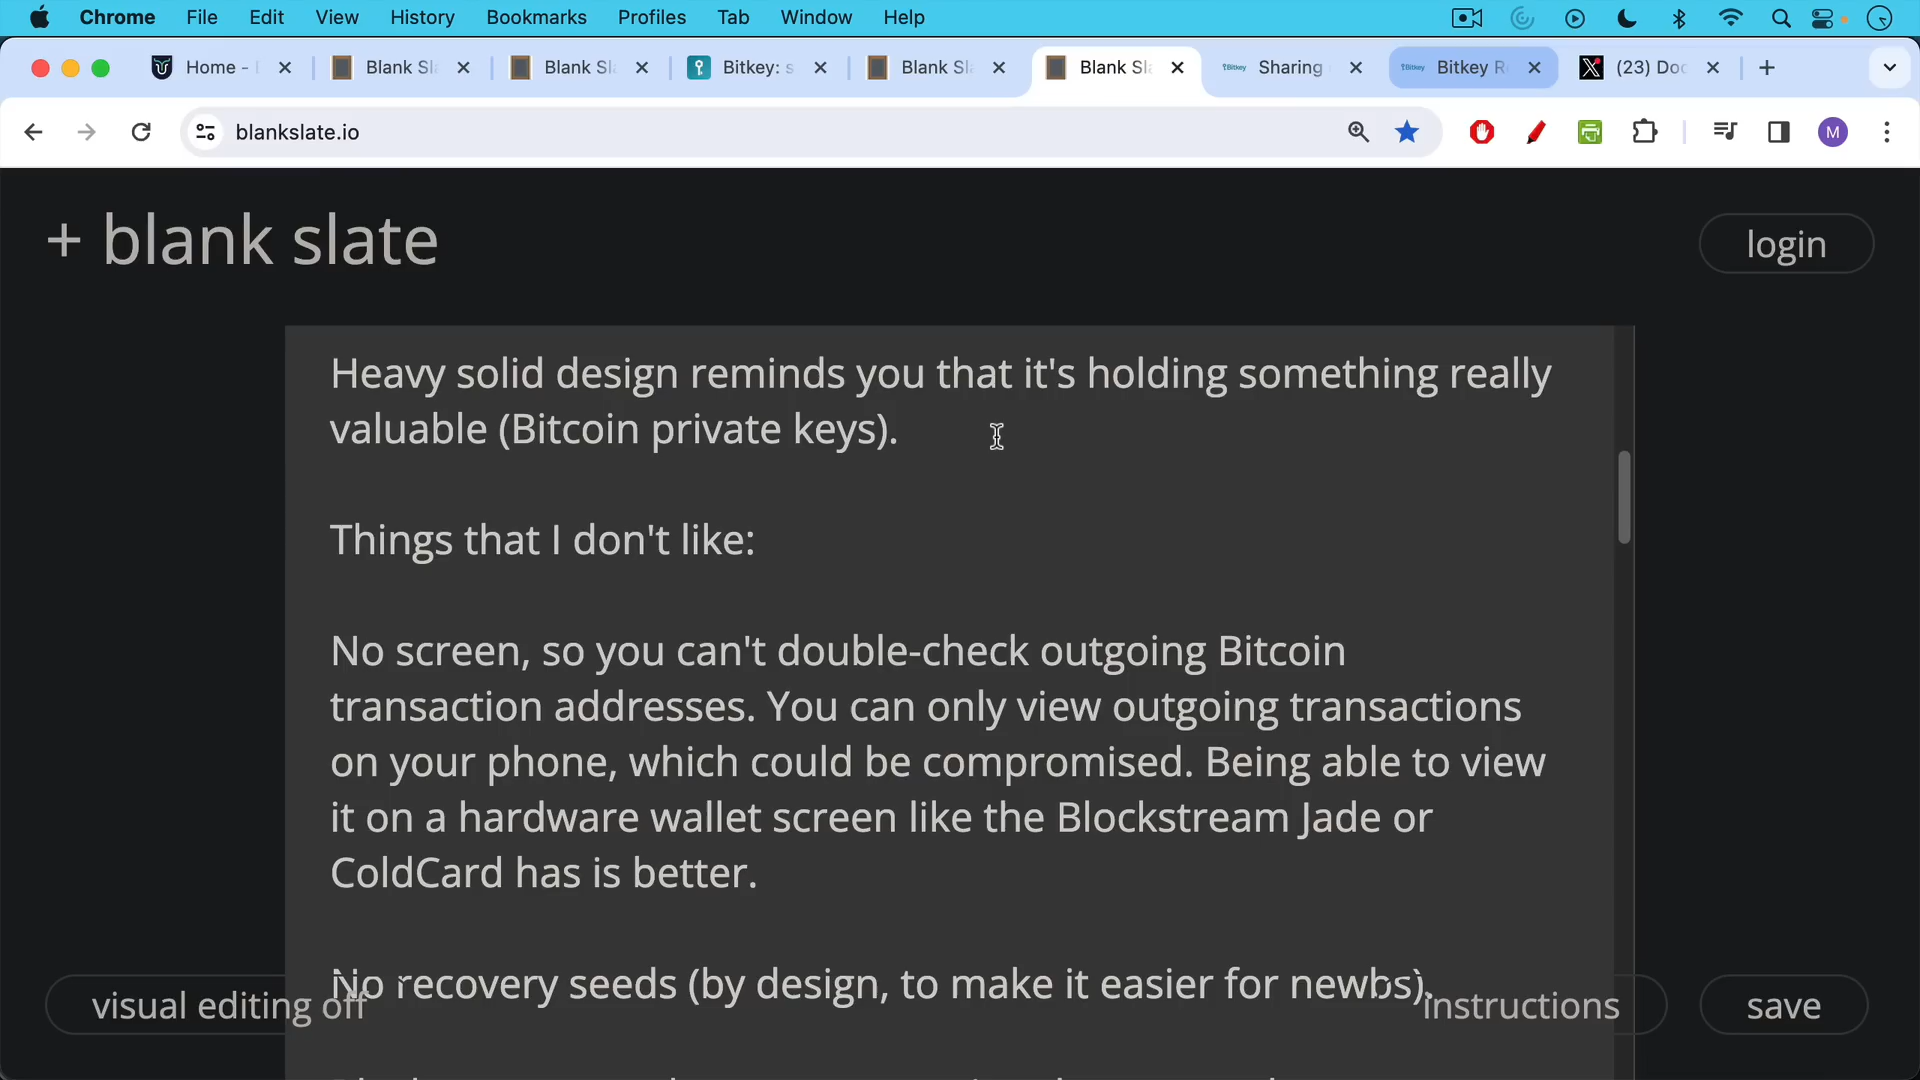 Chrome File Edit View History Bookmarks Profiles Tab Window Help
Home - Blank Sl Blank Sl Bitkey: s Blank Sl Blank Sl Bitkey Sharing Bitkey Bitkey R (23) Doc
blankslate.io
M
+ blank slate
login
Heavy solid design reminds you that it's holding something really
valuable (Bitcoin private keys).
Things that I don't like:
No screen, so you can't double-check outgoing Bitcoin
transaction addresses. You can only view outgoing transactions
on your phone, which could be compromised. Being able to view
it on a hardware wallet screen like the Blockstream Jade or
ColdCard has is better.
No recovery seeds (by design, to make it easier for newbs).
visual editing off
instructions
save